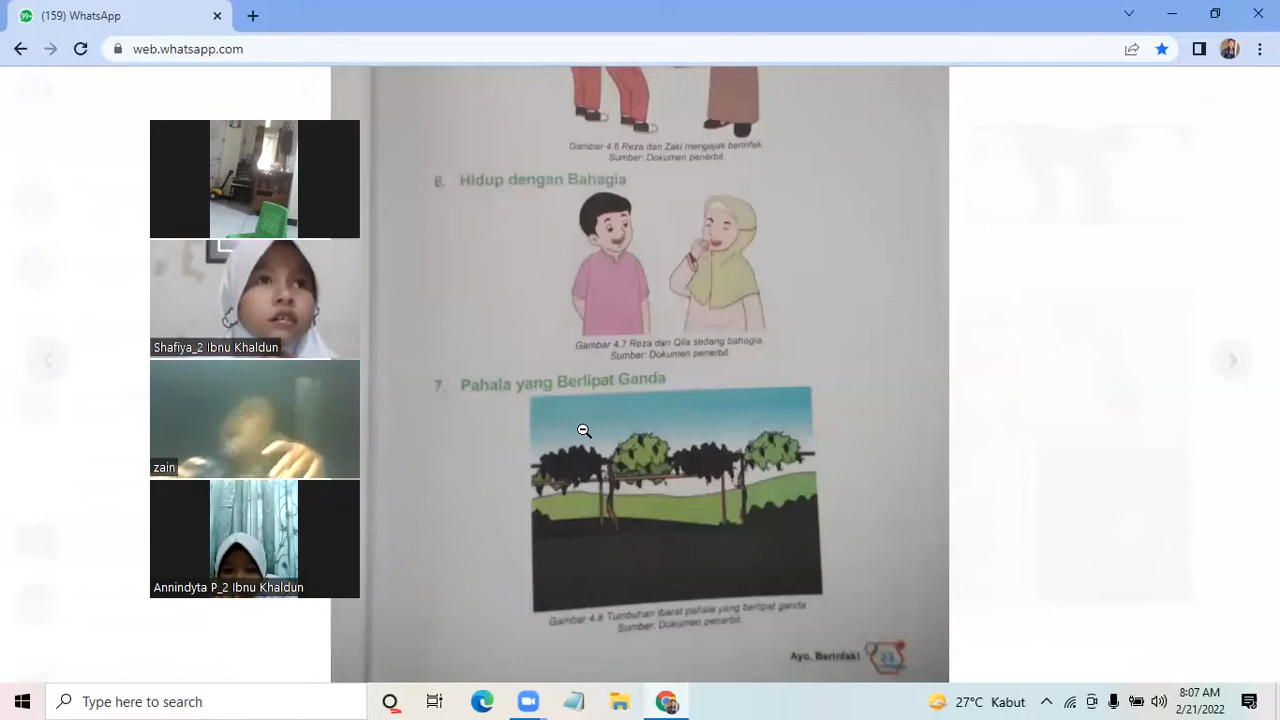 99+
(159) WhatsApp
web.whatsapp.com
Gambar 4.6 Reza dan Zaki mengajak berinfak.
Sumber: Dokumen penerbit.
6. Hidup dengan Bahagia
Gambar 4.7 Reza dan Qila sedang bahagia.
Sumber: Dokumen penerbit.
7. Pahala yang Berlipat Ganda
Gambar 4.8 Tumbuhan ibarat pahala yang berlipat ganda
Sumber: Dokumen penerbit.
Ayo, Berinfak!
Shafiya_2 Ibnu Khaldun
zain
Annindyta P_2 Ibnu Khaldun
Type here to search
27°C Kabut
8:07 AM
2/21/2022